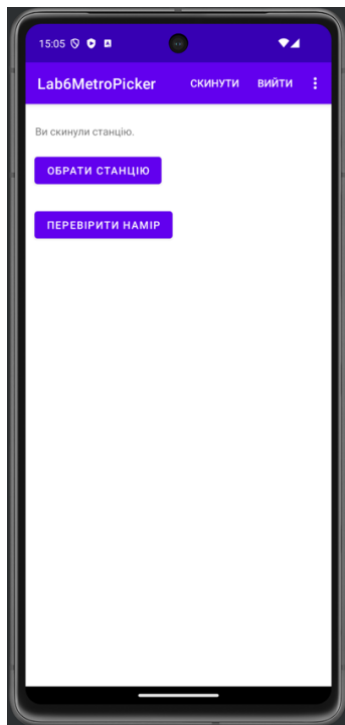 15:05
Lab6MetroPicker СКИНУТИ ВИЙТИ
Ви скинули станцію.
ОБРАТИ СТАНЦІЮ
ПЕРЕВІРИТИ НАМІР